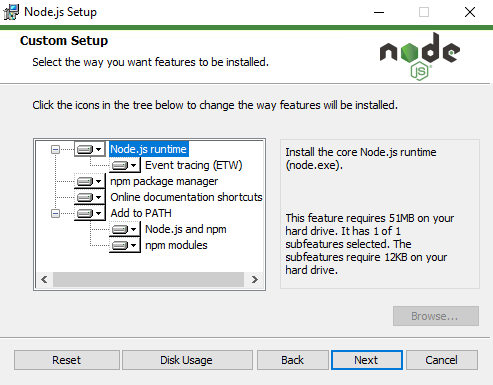 Node.js Setup
Custom Setup
Select the way you want features to be installed.
node
JS
Click the icons in the tree below to change the way features will be installed.
Node.js runtime
Event tracing (ETW)
npm package manager
Online documentation shortcuts
Add to PATH
Node.js and npm
npm modules
Install the core Node.js runtime
(node.exe).
This feature requires 51MB on your
hard drive. It has 1 of 1
subfeatures selected. The
subfeatures require 12KB on your
hard drive.
Browse...
Reset
Disk Usage
Back
Next
Cancel